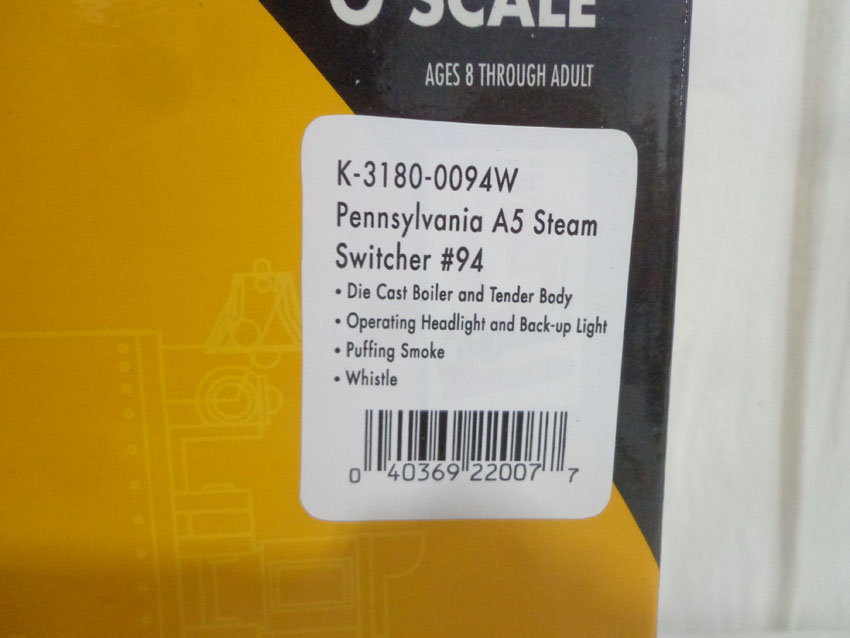 O SCALE
AGES 8 THROUGH ADULT
K-3180-0094W
Pennsylvania A5 Steam
Switcher #94
• Die Cast Boiler and Tender Body
• Operating Headlight and Back-up Light
• Puffing Smoke
• Whistle
0 40369 22007 7